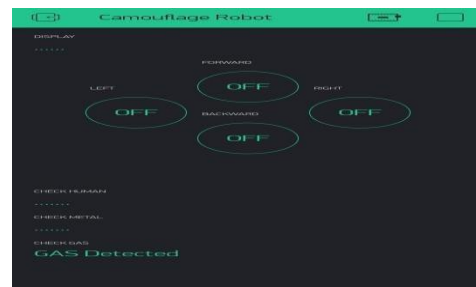 Camouflage Robot
DISPLAY
......
FORWARD
LEFT
OFF
RIGHT
OFF
BACKWARD
OFF
OFF
CHECK HUMAN
.......
CHECK METAL
.......
CHECK GAS
GAS Detected